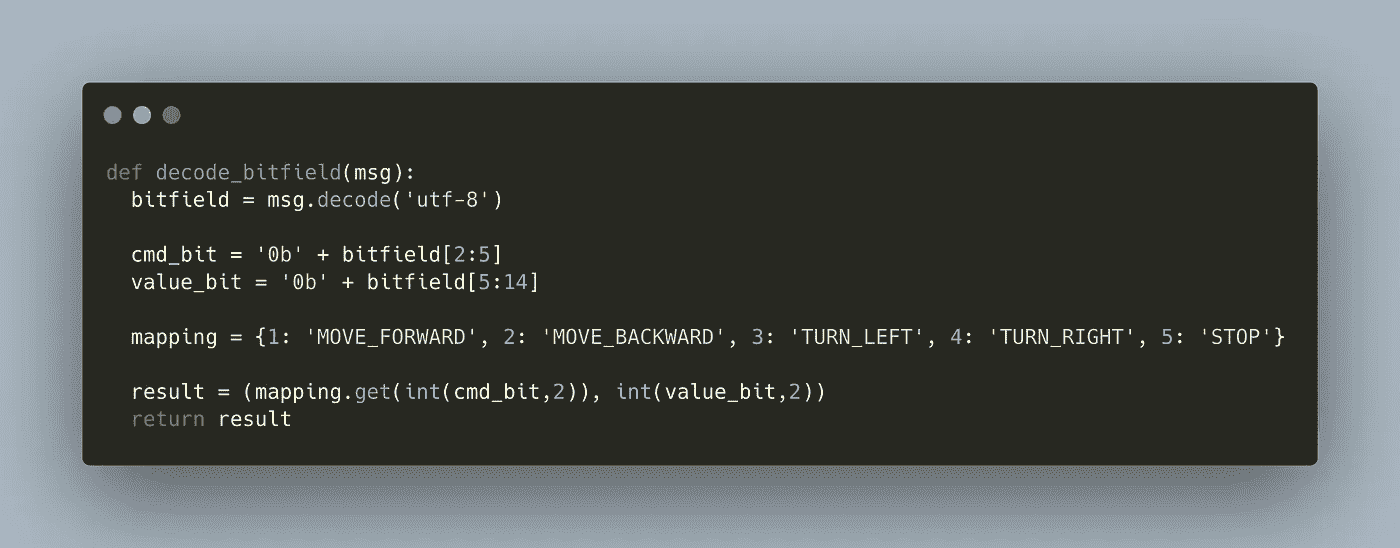 def decode_bitfield(msg):
  bitfield = msg.decode('utf-8')

  cmd_bit = '0b' + bitfield[2:5]
  value_bit = '0b' + bitfield[5:14]

  mapping = {1: 'MOVE_FORWARD', 2: 'MOVE_BACKWARD', 3: 'TURN_LEFT', 4: 'TURN_RIGHT', 5: 'STOP'}

  result = (mapping.get(int(cmd_bit,2)), int(value_bit,2))
  return result